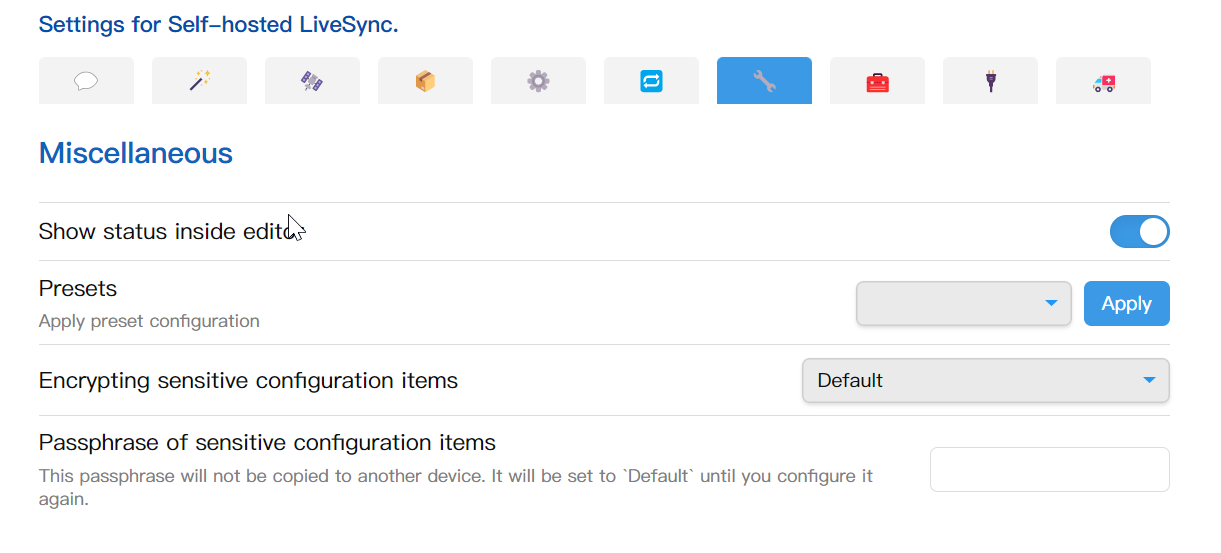 Settings for Self-hosted LiveSync.
Miscellaneous
Show status inside editor
Presets
Apply preset configuration
Apply
Encrypting sensitive configuration items
Default
Passphrase of sensitive configuration items
This passphrase will not be copied to another device. It will be set to `Default` until you configure it
again.